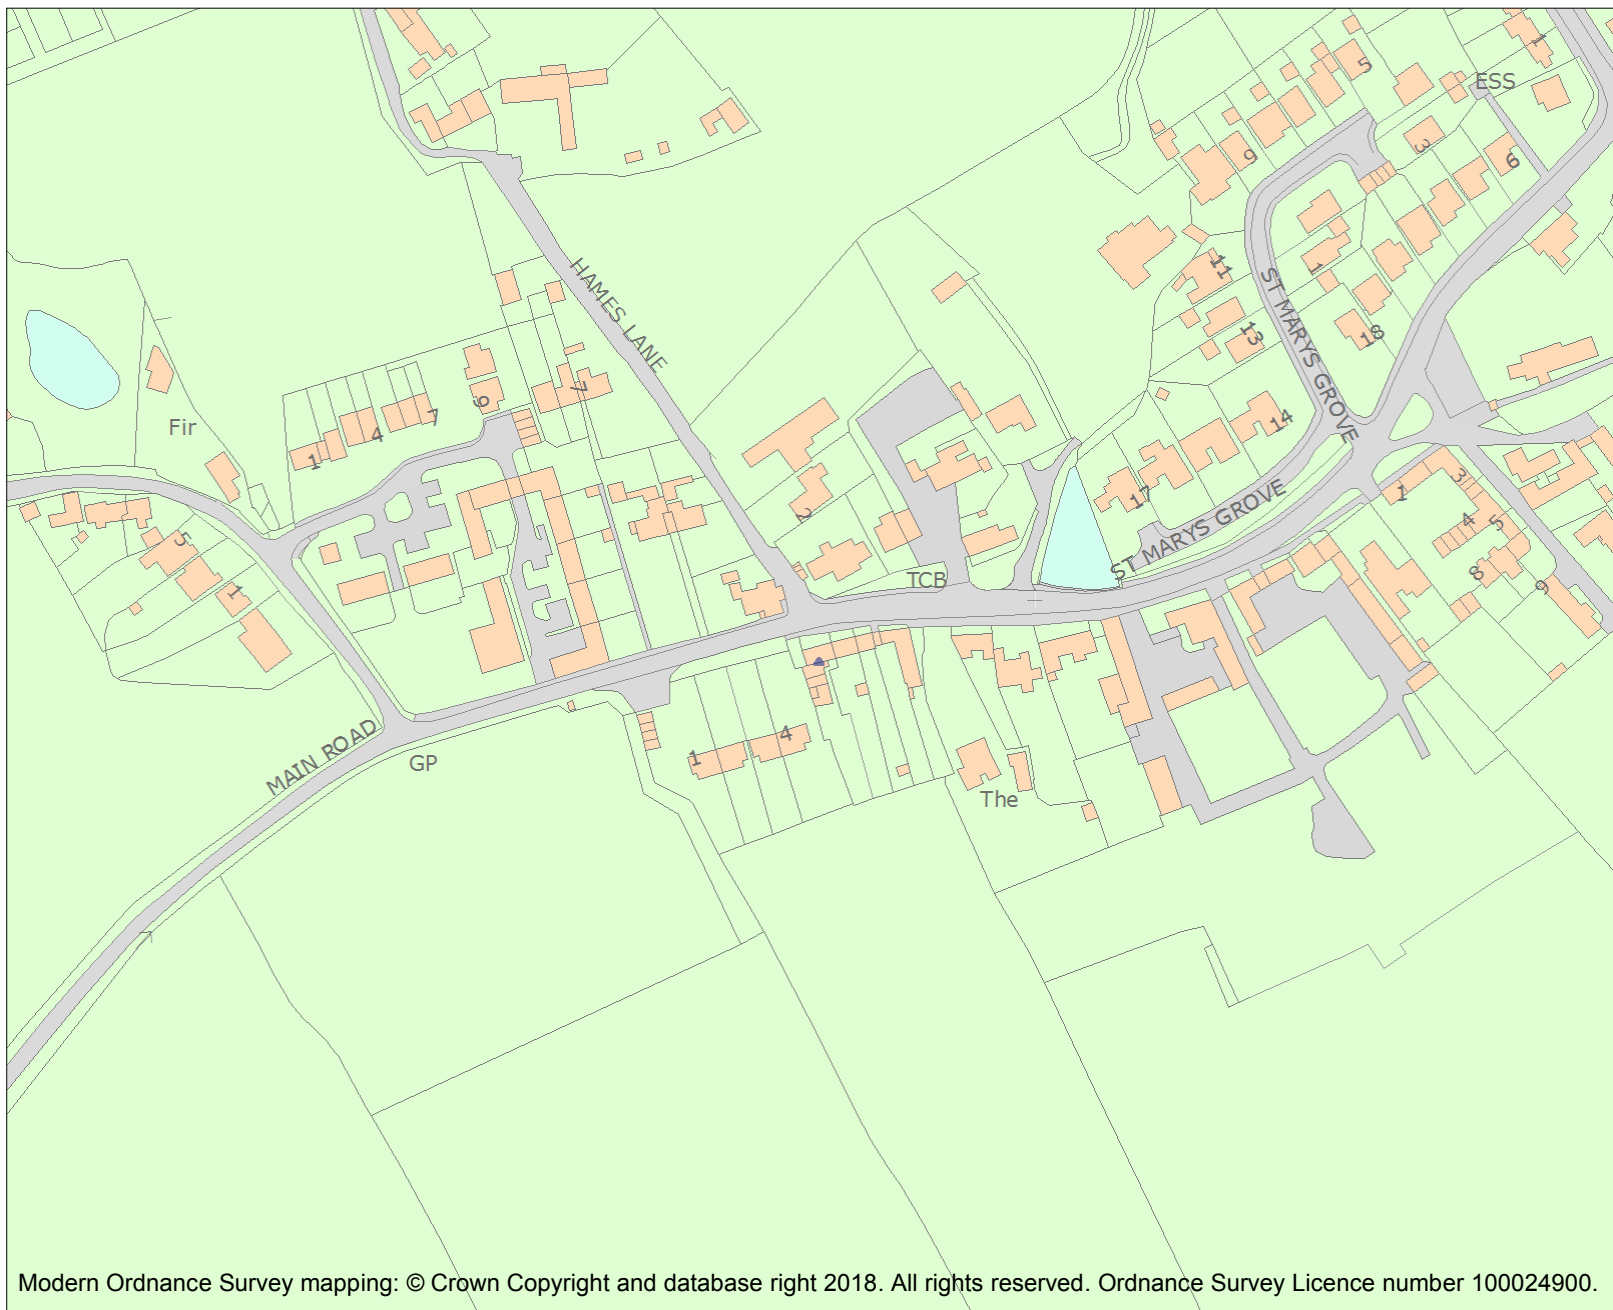 ESS
1
5
3
6
9
HAMES LANE
11
1
ST MARYS GROVE
13
18
7
9
Fir
4
7
1
14
17
3
1
2
5
4
5
ST MARYS GROVE
8
9
1
TCB
MAIN ROAD
GP
1
4
The
Modern Ordnance Survey mapping: © Crown Copyright and database right 2018. All rights reserved. Ordnance Survey Licence number 100024900.